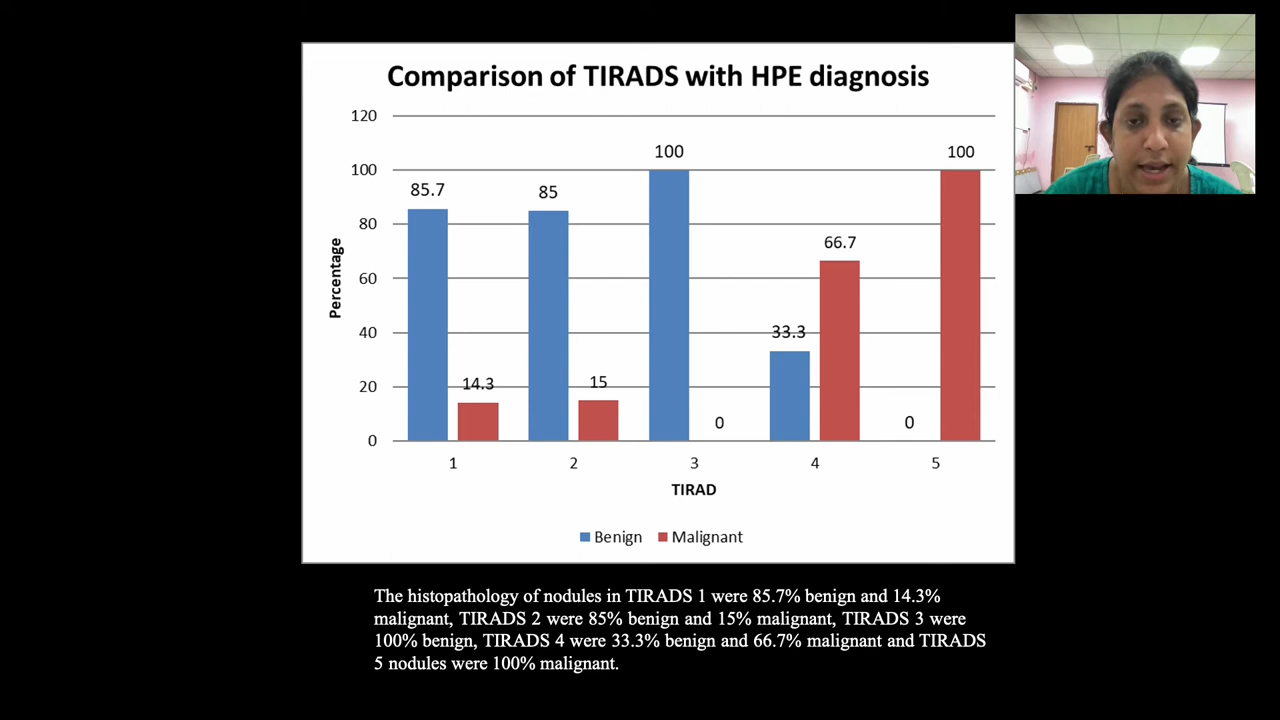 Comparison of TIRADS with HPE diagnosis
120
100
80
60
40
20
0
Percentage
85.7
14.3
85
15
100
0
33.3
66.7
0
100
1
2
3
4
5
TIRAD
Benign
Malignant
The histopathology of nodules in TIRADS 1 were 85.7% benign and 14.3%
malignant, TIRADS 2 were 85% benign and 15% malignant, TIRADS 3 were
100% benign, TIRADS 4 were 33.3% benign and 66.7% malignant and TIRADS
5 nodules were 100% malignant.